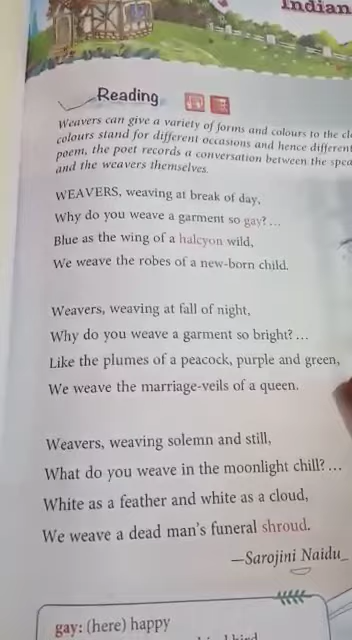 Indian
Reading
Weavers can give a variety of forms and colours to the
colours stand for different occasions and hence
poem, the poet records a conversation between the
and the weavers themselves.
WEAVERS, weaving at break of day,
Why do you weave a garment so gay?...
Blue as the wing of a halcyon wild,
We weave the robes of a new-born child.
Weavers, weaving at fall of night,
Why do you weave a garment so bright?...
Like the plumes of a peacock, purple and green,
We weave the marriage-veils of a queen.
Weavers, weaving solemn and still,
What do you weave in the moonlight chill?...
White as a feather and white as a cloud,
We weave a dead man's funeral shroud.
—Sarojini Naidu
gay: (here) happy